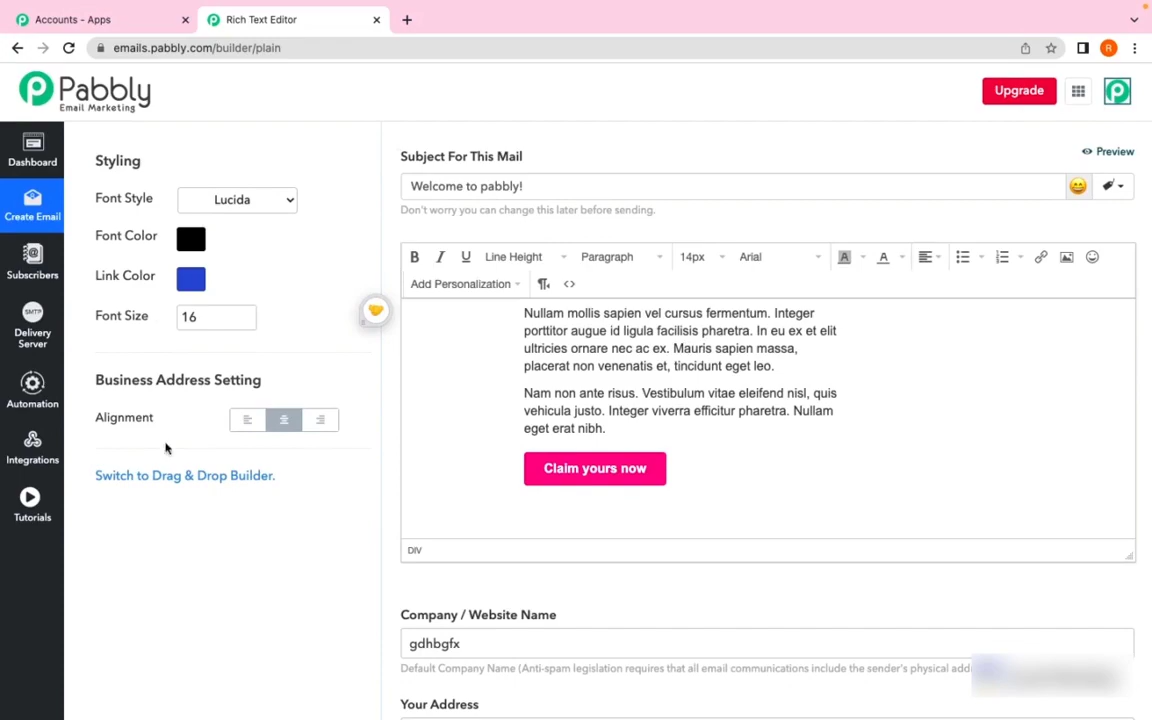 Accounts - Apps
Rich Text Editor
emails.pabbly.com/builder/plain
R
Pabbly
Email Marketing
Upgrade
Dashboard
Create Email
Subscribers
SMTP
Delivery
Server
Automation
Integrations
Tutorials
Styling
Font Style
Lucida
Font Color
Link Color
Font Size
16
Business Address Setting
Alignment
Switch to Drag & Drop Builder.
Subject For This Mail
Preview
Welcome to pabbly!
Don't worry you can change this later before sending.
B I U Line Height Paragraph 14px Arial A A
Add Personalization
Nullam mollis sapien vel cursus fermentum. Integer
porttitor augue id ligula facilisis pharetra. In eu ex et elit
ultricies ornare nec ac ex. Mauris sapien massa,
placerat non venenatis et, tincidunt eget leo.
Nam non ante risus. Vestibulum vitae eleifend nisl, quis
vehicula justo. Integer viverra efficitur pharetra. Nullam
eget erat nibh.
Claim yours now
DIV
Company / Website Name
gdhbgfx
Default Company Name (Anti-spam legislation requires that all email communications include the sender's physical
Your Address